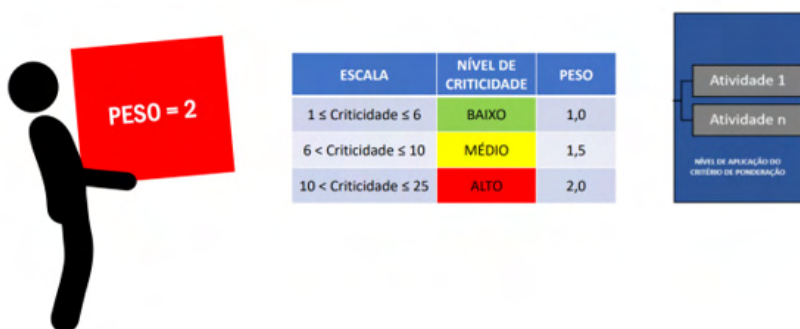 PESO = 2
ESCALA NÍVEL DE CRITICIDADE PESO
1 ≤ Criticidade ≤ 6 BAIXO 1,0
6 < Criticidade ≤ 10 MÉDIO 1,5
10 < Criticidade ≤ 25 ALTO 2,0
Atividade 1
Atividade n
NÍVEL DE APLICAÇÃO DO
CRITÉRIO DE PONDERAÇÃO